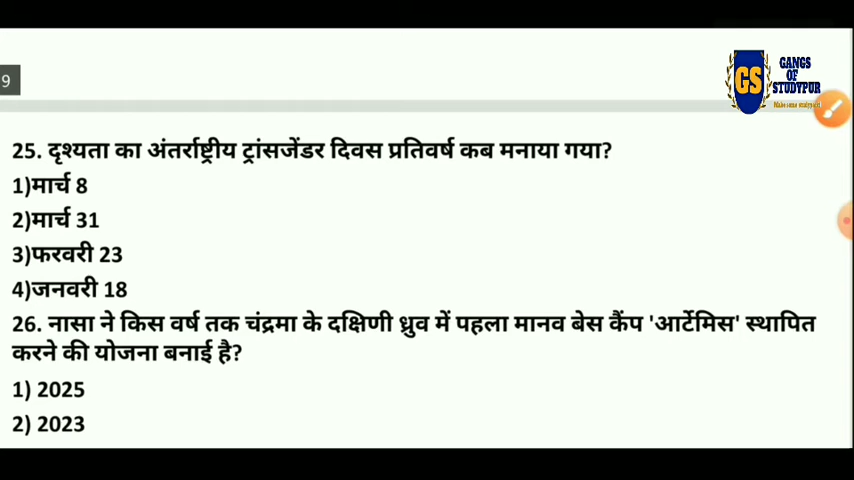 9
GANGS
OF
STUDYPUR
GS
25. दृश्यता का अंतर्राष्ट्रीय ट्रांसजेंडर दिवस प्रतिवर्ष कब मनाया गया?
1)मार्च 8
2)मार्च 31
3)फरवरी 23
4)जनवरी 18
26. नासा ने किस वर्ष तक चंद्रमा के दक्षिणी ध्रुव में पहला मानव बेस कैंप 'आर्टेमिस' स्थापित
करने की योजना बनाई है?
1) 2025
2) 2023